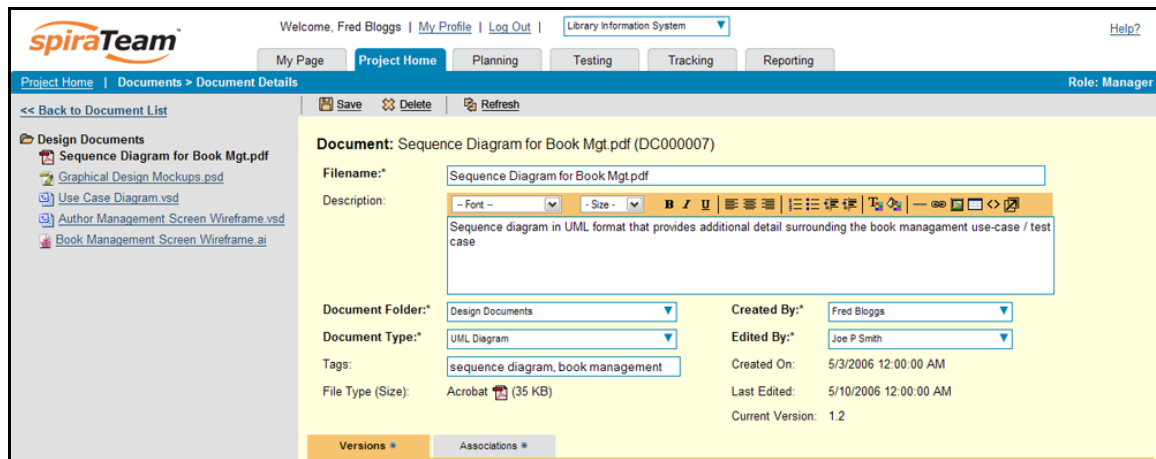 spiraTeam™
Welcome, Fred Bloggs | My Profile | Log Out | Library Information System Help?
My Page Project Home Planning Testing Tracking Reporting
Project Home | Documents > Document Details Role: Manager
<< Back to Document List
Save Delete Refresh
Design Documents
Sequence Diagram for Book Mgt.pdf
Graphical Design Mockups.psd
Use Case Diagram.vsd
Author Management Screen Wireframe.vsd
Book Management Screen Wireframe.ai
Document: Sequence Diagram for Book Mgt.pdf (DC000007)
Filename:* Sequence Diagram for Book Mgt.pdf
Description: -- Font -- - Size - B I U
Sequence diagram in UML format that provides additional detail surrounding the book managament use-case / test
case
Document Folder:* Design Documents Created By:* Fred Bloggs
Document Type:* UML Diagram Edited By:* Joe P Smith
Tags: sequence diagram, book management Created On: 5/3/2006 12:00:00 AM
File Type (Size): Acrobat (35 KB) Last Edited: 5/10/2006 12:00:00 AM
Current Version: 1.2
Versions Associations